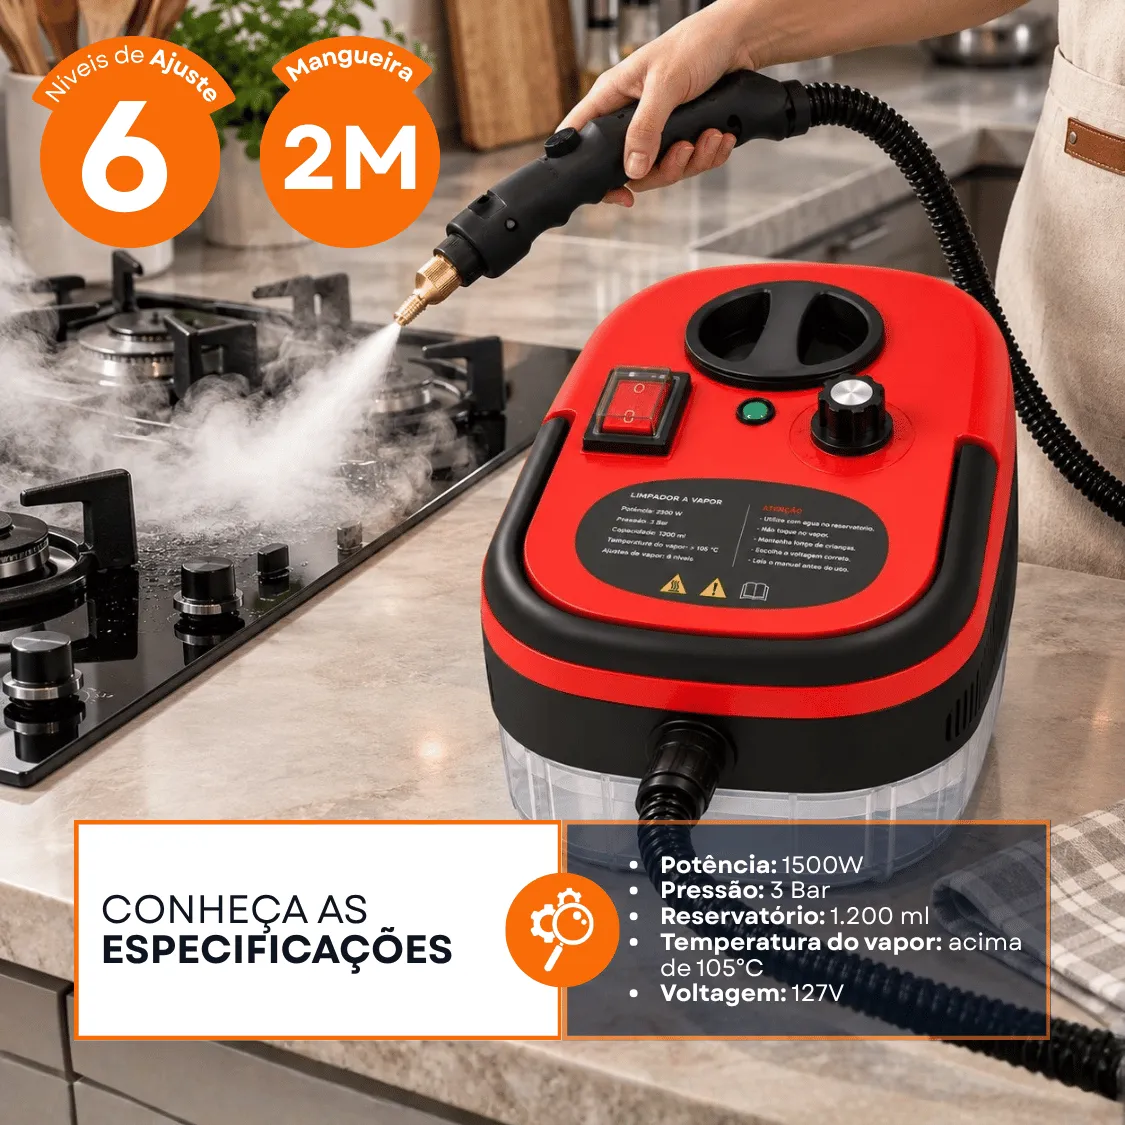 Níveis de Ajuste
6
Mangueira
2M
LIMPADOR A VAPOR
Potência: 2500 W
Pressão: 3 Bar
Capacidade: 1200 ml
Temperatura do vapor: > 105 °C
Ajustes de vapor: 6 níveis
ATENÇÃO
- Utilize com água no reservatório.
- Não toque no vapor.
- Mantenha longe de crianças.
- Escolha a voltagem correta.
- Leia o manual antes do uso.
CONHEÇA AS
ESPECIFICAÇÕES
• Potência: 1500W
• Pressão: 3 Bar
• Reservatório: 1.200 ml
• Temperatura do vapor: acima
de 105°C
• Voltagem: 127V